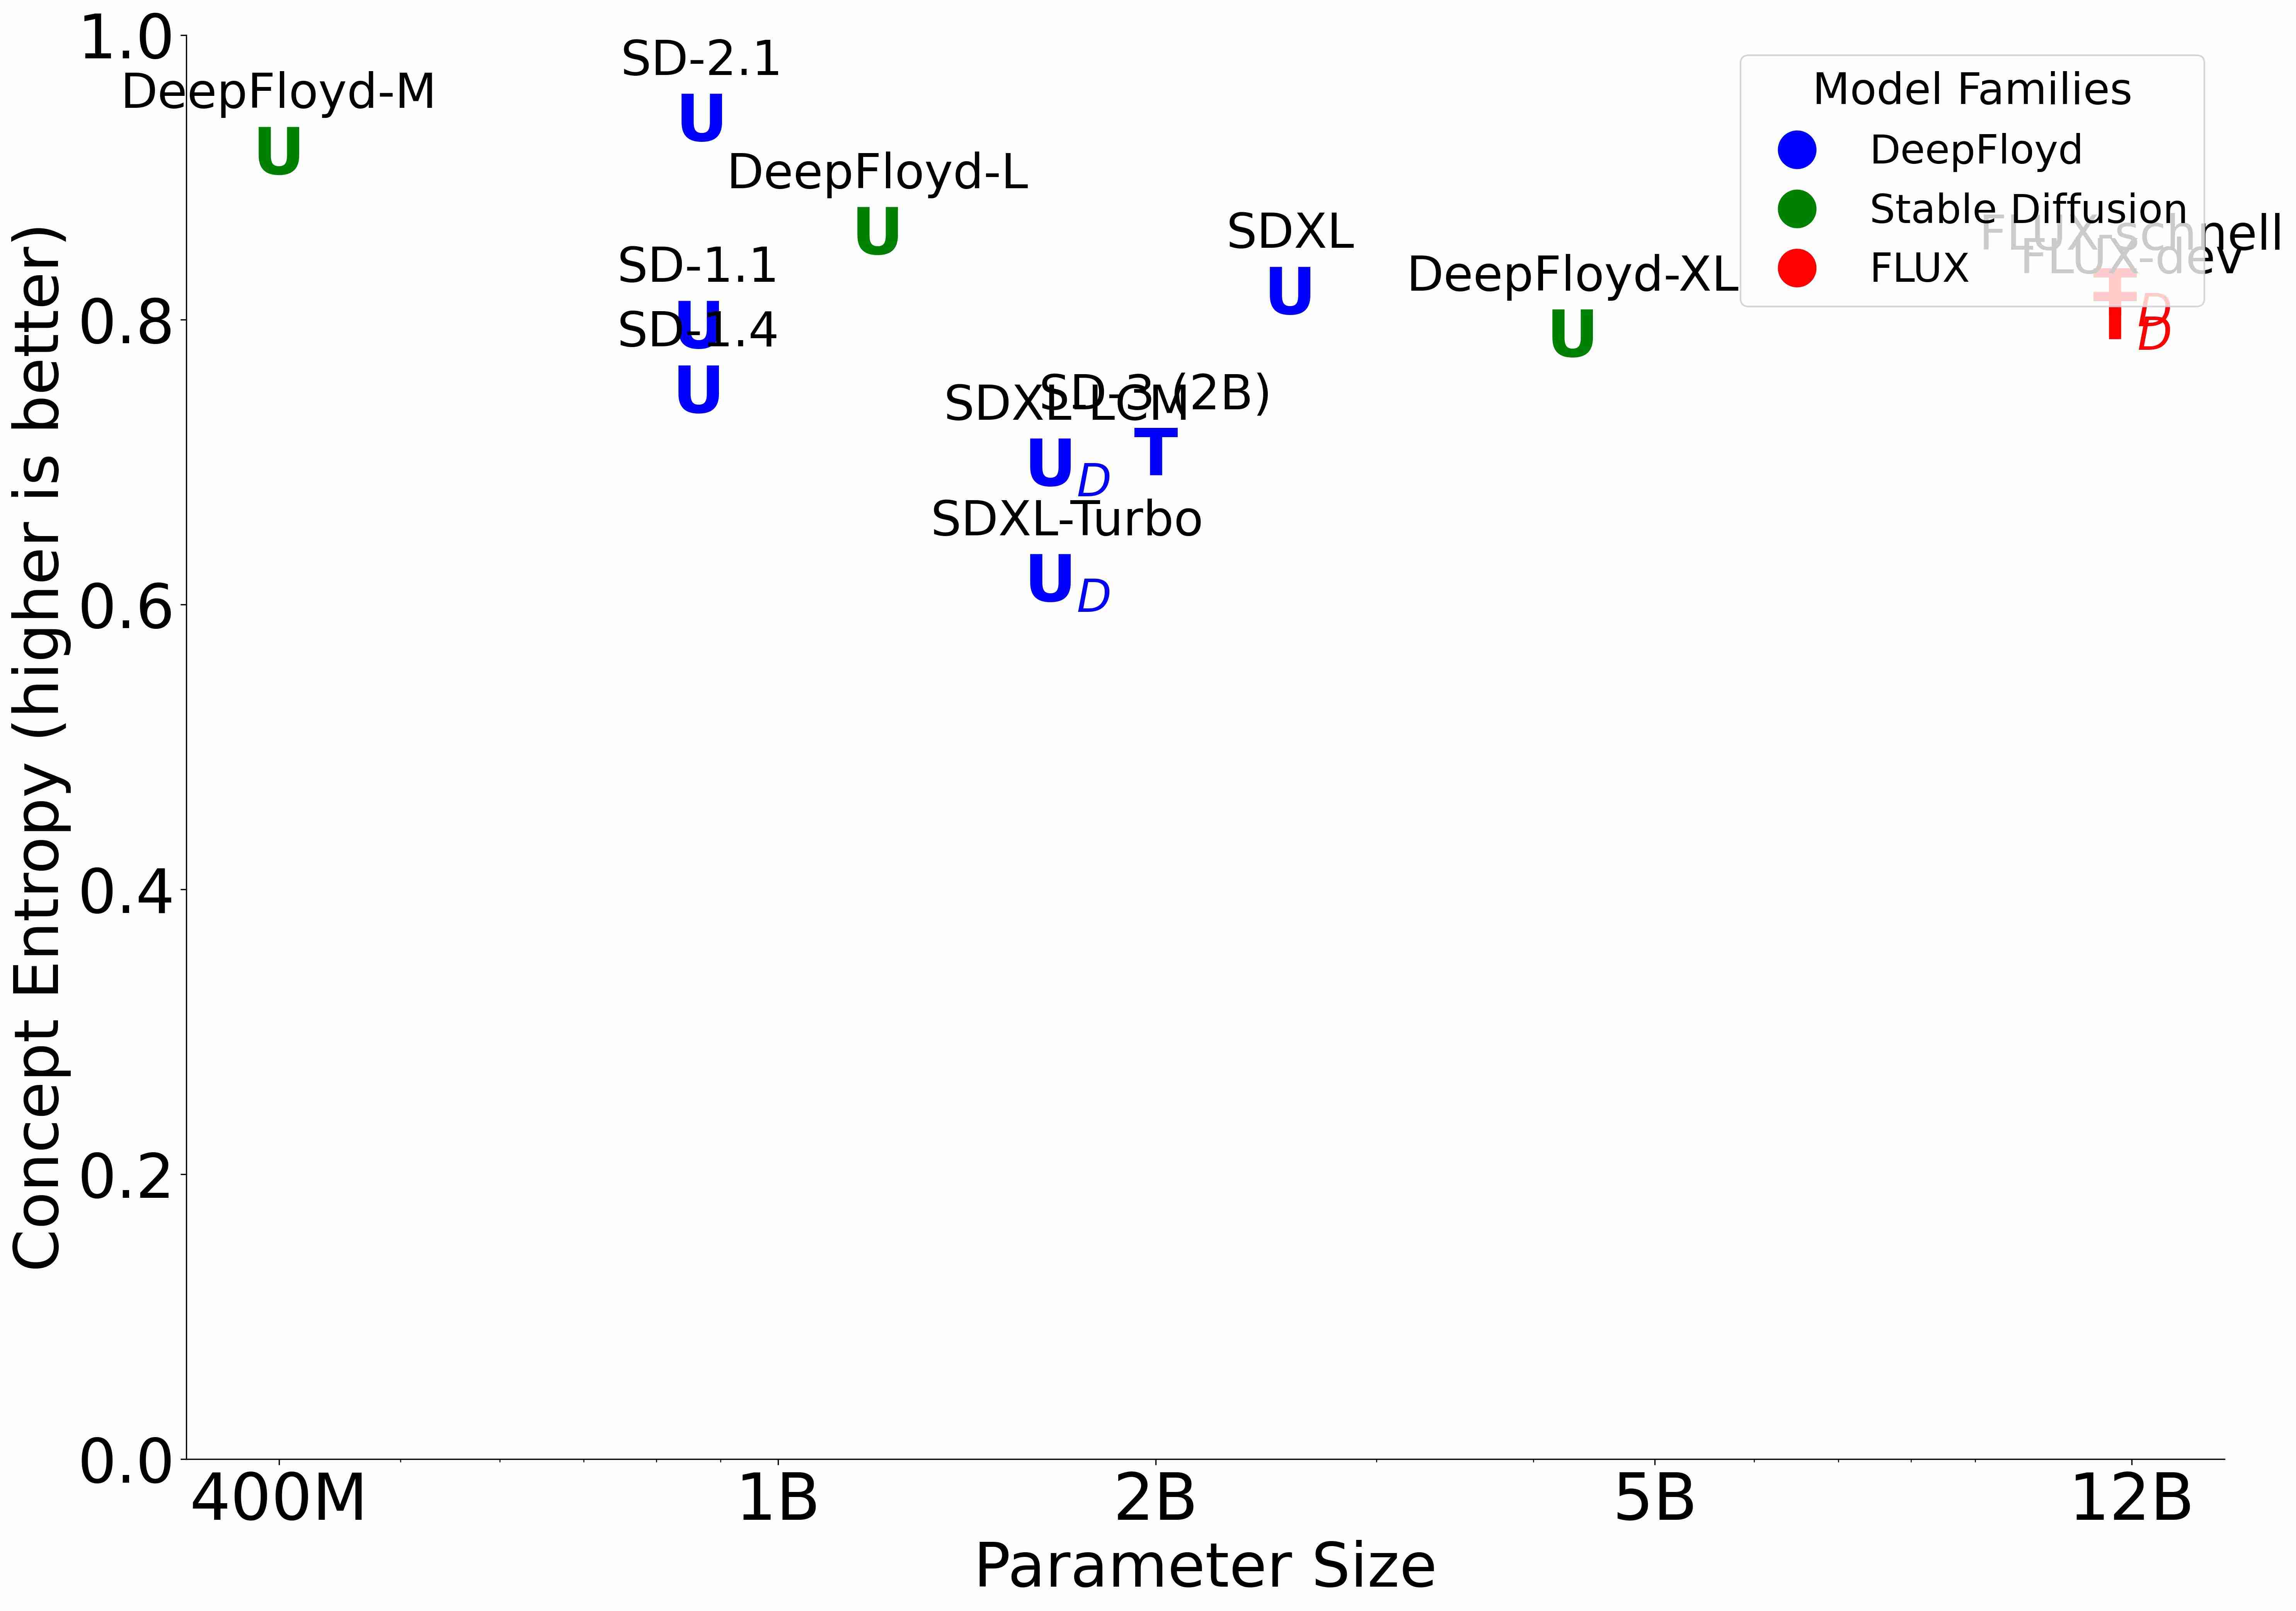 1.0
0.8
0.6
0.4
0.2
0.0
Concept Entropy (higher is better)
DeepFloyd-M
U
SD-2.1
U
DeepFloyd-L
U
SD-1.1
U
SD-1.4
U
SDXL
U
DeepFloyd-XL
U
SDXL-LCM
U D
SD-3 (2B)
T
SDXL-Turbo
U D
Model Families
DeepFloyd
Stable Diffusion
FLUX
FLUX-schnell
T D
FLUX-dev
T D
400M
1B
2B
5B
12B
Parameter Size